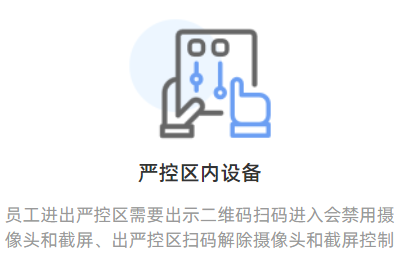 严控区内设备
员工进出严控区需要出示二维码扫码进入会禁用摄
像头和截屏、出严控区扫码解除摄像头和截屏控制